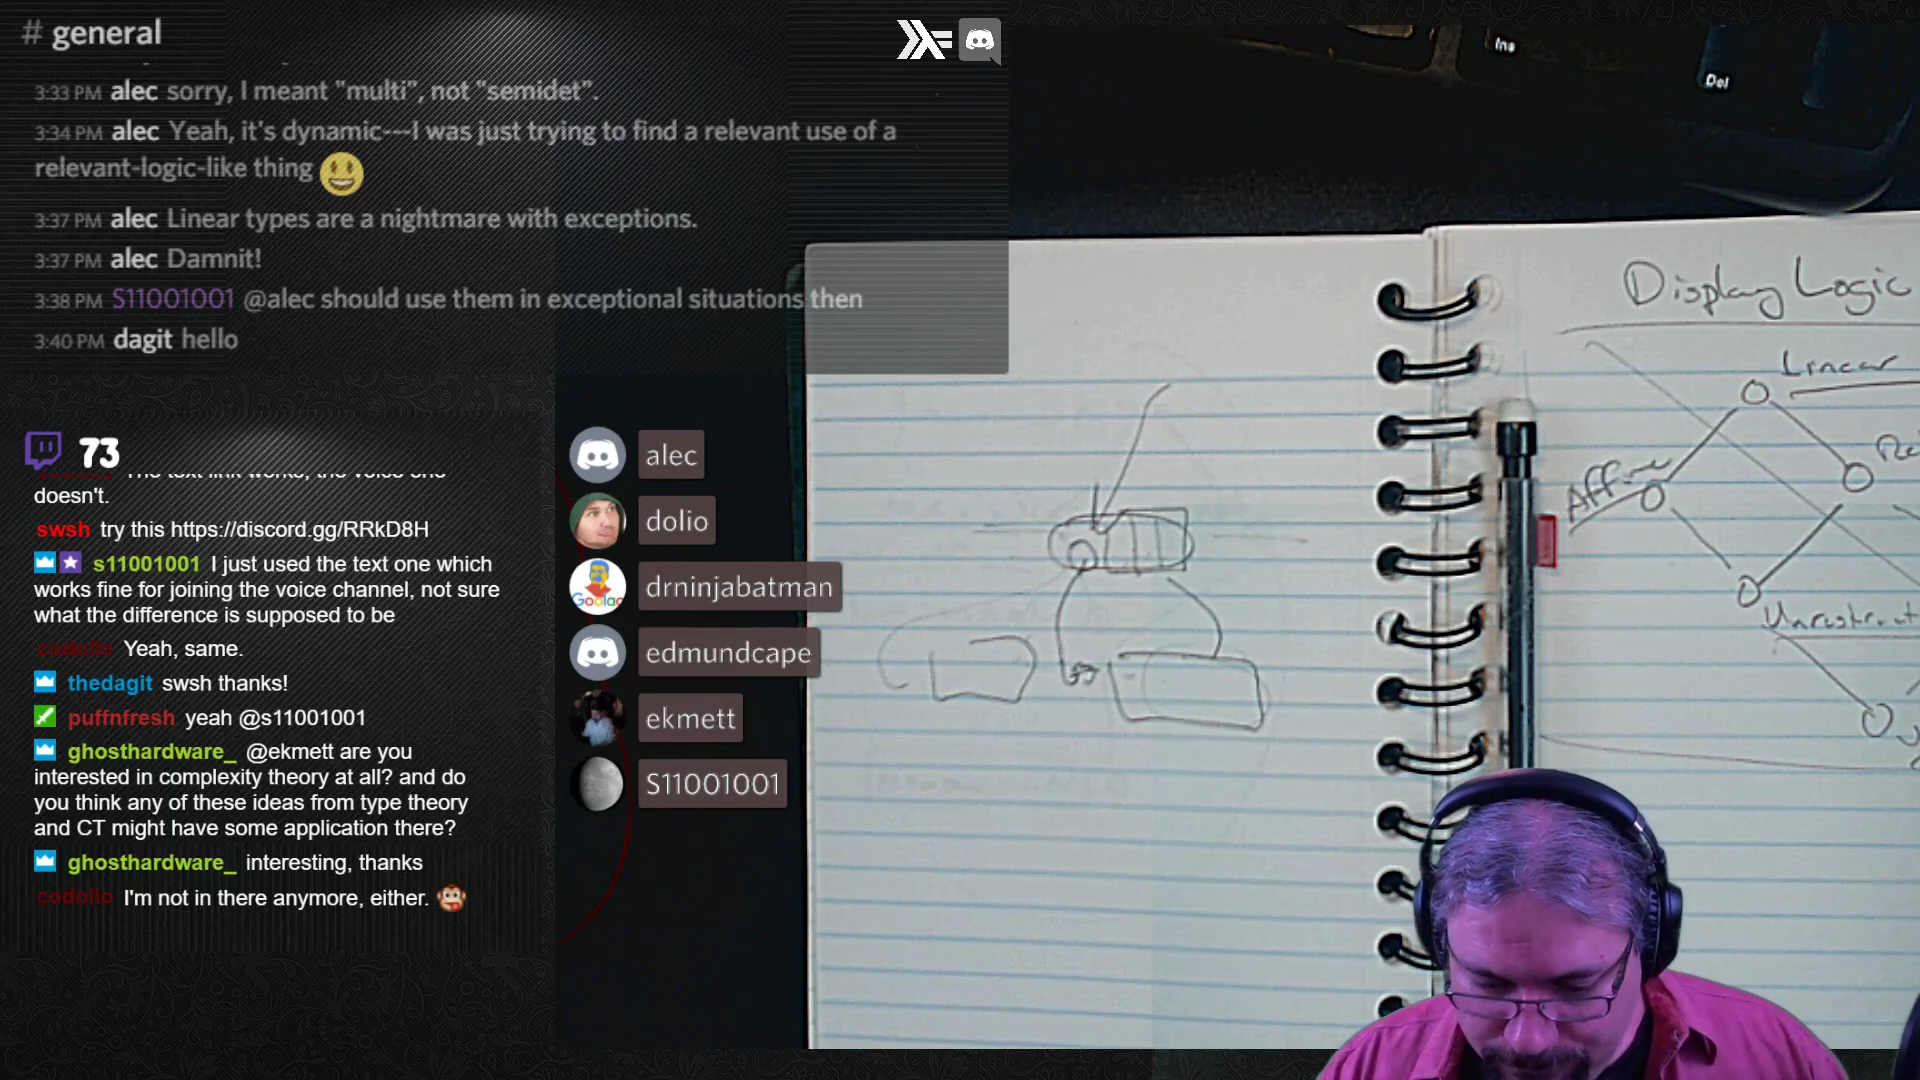 # general
3:33 PM alec sorry, I meant "multi", not "semidet".
3:34 PM alec Yeah, it's dynamic---I was just trying to find a relevant use of a
relevant-logic-like thing
3:37 PM alec Linear types are a nightmare with exceptions.
3:37 PM alec Damnit!
3:38 PM S11001001 @alec should use them in exceptional situations then
3:40 PM dagit hello
73
doesn't.
swsh try this https://discord.gg/RRkD8H
s11001001 I just used the text one which
works fine for joining the voice channel, not sure
what the difference is supposed to be
codolio Yeah, same.
thedagit swsh thanks!
puffnfresh yeah @s11001001
ghosthardware_ @ekmett are you
interested in complexity theory at all? and do
you think any of these ideas from type theory
and CT might have some application there?
ghosthardware_ interesting, thanks
codolio I'm not in there anymore, either.
alec
dolio
drninjabatman
edmundcape
ekmett
S11001001
Ins
Del
Display Logic
Linear
Affine